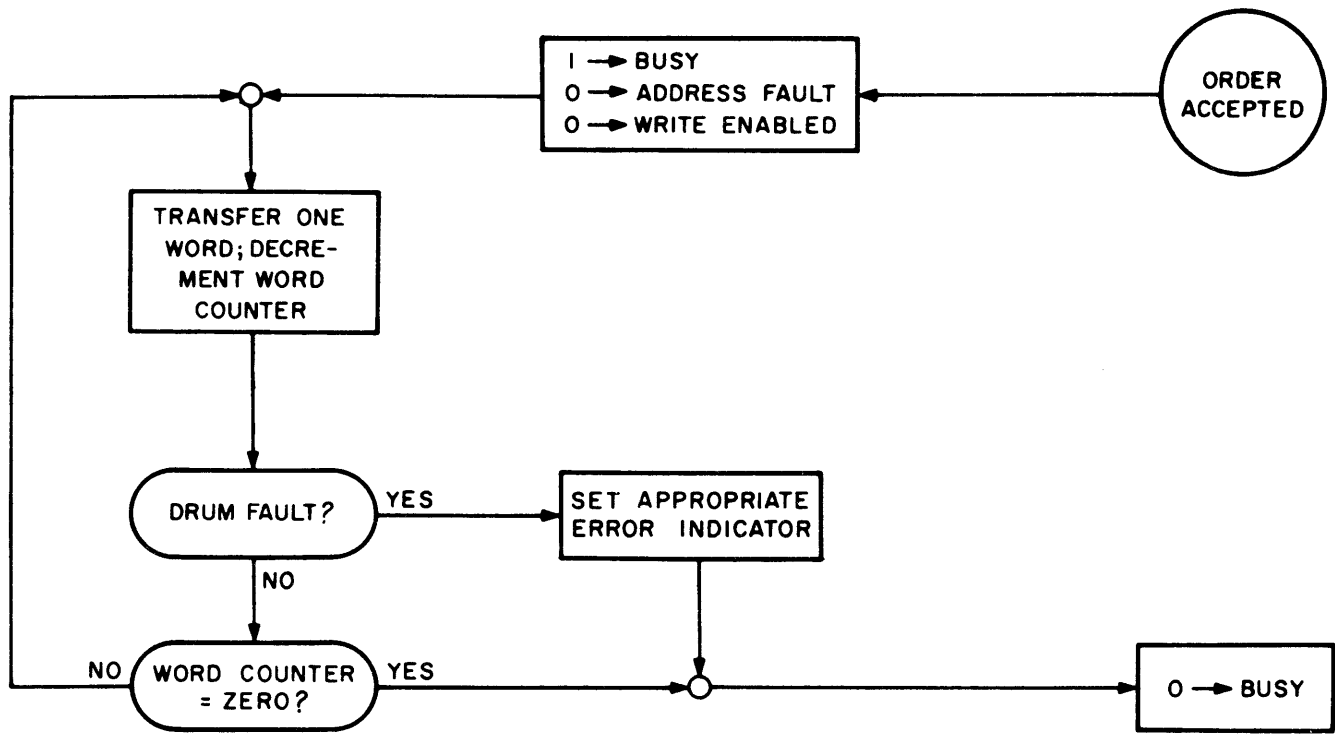 ORDER
ACCEPTED
1 → BUSY
0 → ADDRESS FAULT
0 → WRITE ENABLED
TRANSFER ONE
WORD; DECRE-
MENT WORD
COUNTER
DRUM FAULT?
YES
SET APPROPRIATE
ERROR INDICATOR
NO
NO
WORD COUNTER
= ZERO?
YES
0 → BUSY